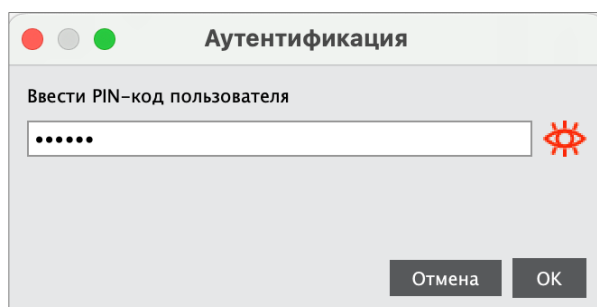 Аутентификация
Ввести PIN-код пользователя
••••••
Отмена OK